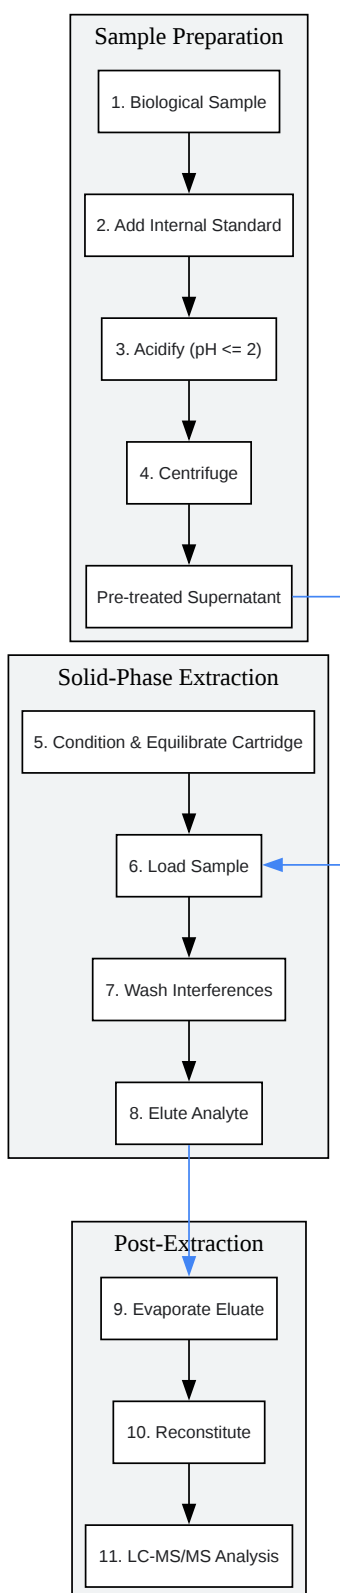 Sample Preparation
1. Biological Sample
2. Add Internal Standard
3. Acidify (pH <= 2)
4. Centrifuge
Pre-treated Supernatant
Solid-Phase Extraction
5. Condition & Equilibrate Cartridge
6. Load Sample
7. Wash Interferences
8. Elute Analyte
Post-Extraction
9. Evaporate Eluate
10. Reconstitute
11. LC-MS/MS Analysis